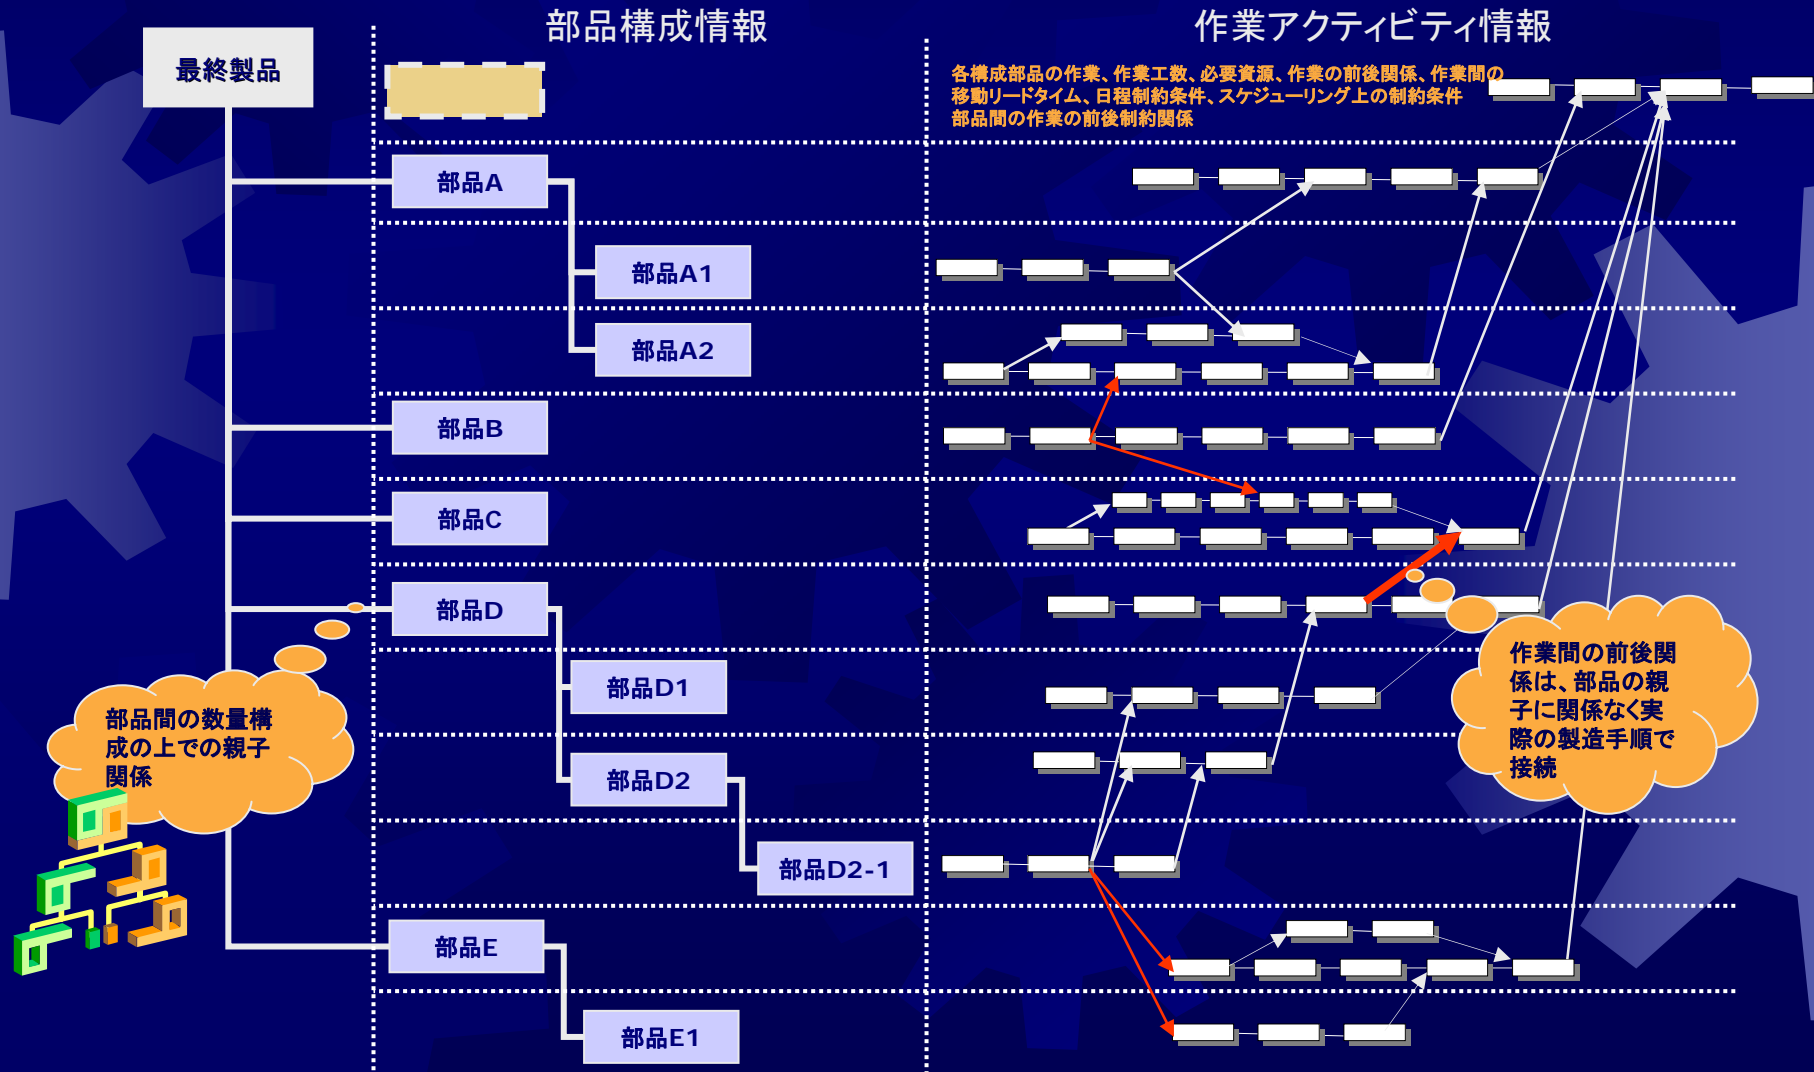 部品構成情報
作業アクティビティ情報
最終製品
各構成部品の作業、作業工数、必要資源、作業の前後関係、作業間の
移動リードタイム、日程制約条件、スケジューリング上の制約条件
部品間の作業の前後制約関係
部品A
部品A1
部品A2
部品B
部品C
部品D
部品D1
部品D2
部品D2-1
部品E
部品E1
部品間の数量構
成の上での親子
関係
作業間の前後関
係は、部品の親
子に関係なく実
際の製造手順で
接続